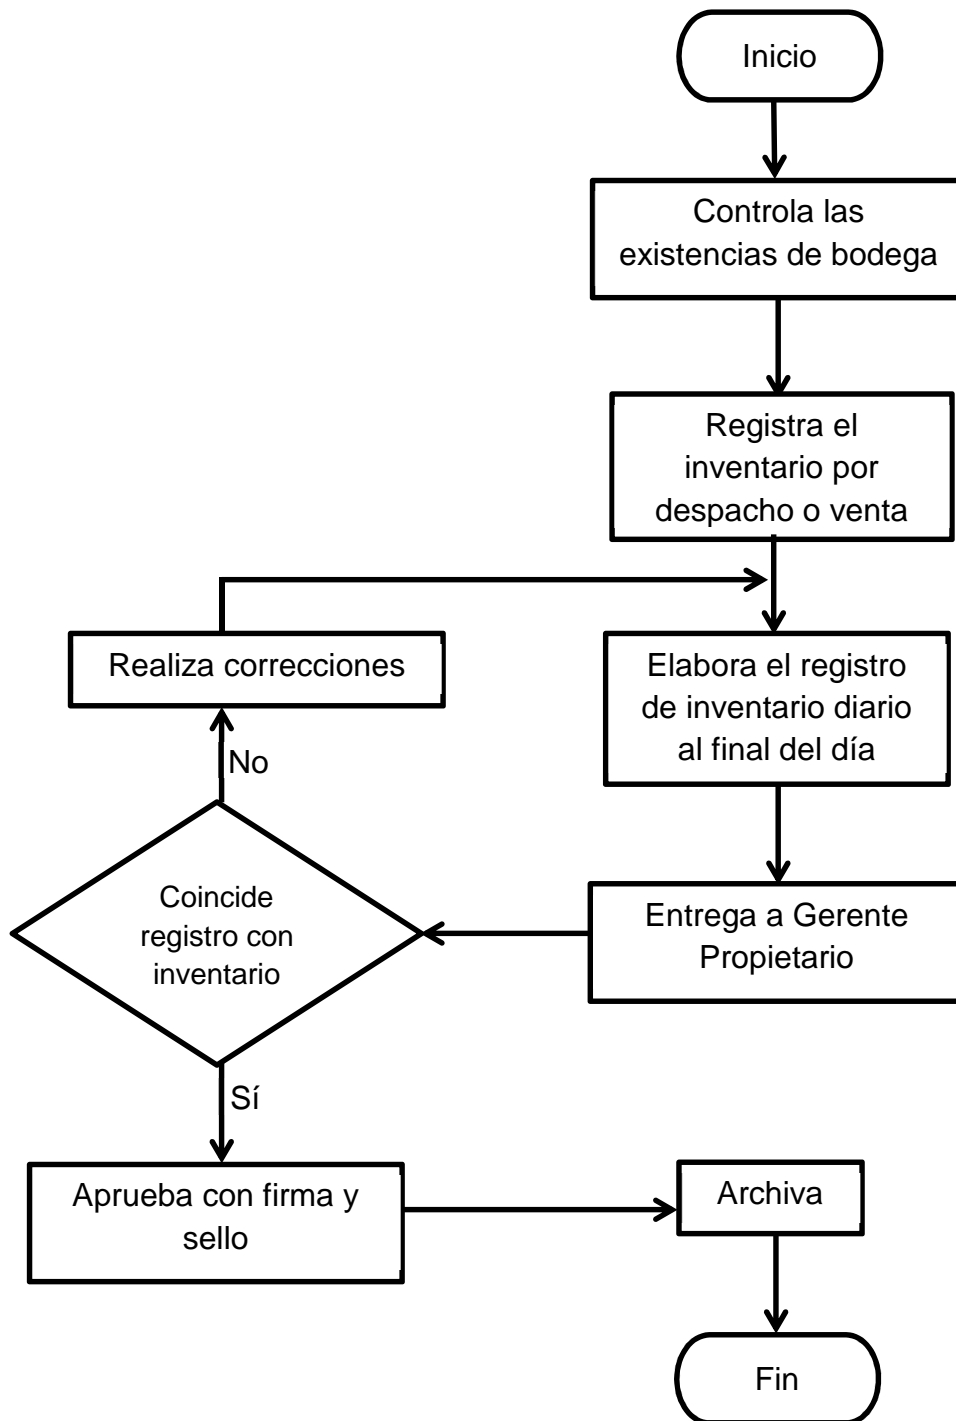 Inicio
Controla las
existencias de bodega
Registra el
inventario por
despacho o venta
Realiza correcciones
Elabora el registro
de inventario diario
al final del día
No
Coincide
registro con
inventario
Entrega a Gerente
Propietario
Sí
Aprueba con firma y
sello
Archiva
Fin